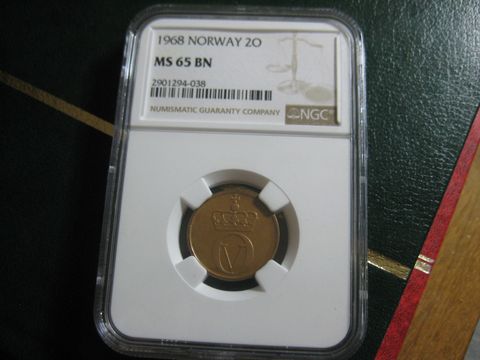 1968 NORWAY 2O
MS 65 BN
2901294-038
NUMISMATIC GUARANTY COMPANY
NGC
V